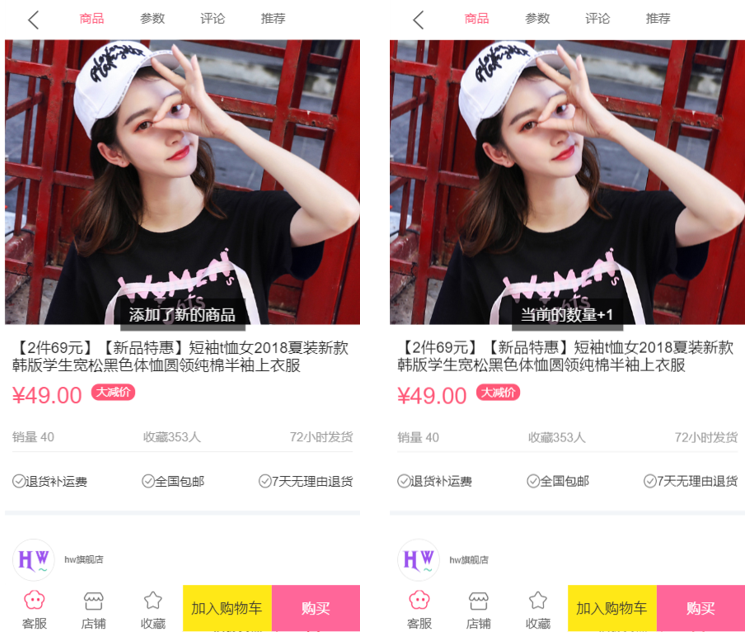 商品 参数 评论 推荐
添加了新的商品
【2件69元】【新品特惠】短袖t恤女2018夏装新款
韩版学生宽松黑色体恤圆领纯棉半袖上衣服
¥49.00 大减价
销量 40 收藏353人 72小时发货
退货补运费 全国包邮 7天无理由退货
HW hw旗舰店
客服 店铺 收藏 加入购物车 购买
商品 参数 评论 推荐
当前的数量+1
【2件69元】【新品特惠】短袖t恤女2018夏装新款
韩版学生宽松黑色体恤圆领纯棉半袖上衣服
¥49.00 大减价
销量 40 收藏353人 72小时发货
退货补运费 全国包邮 7天无理由退货
HW hw旗舰店
客服 店铺 收藏 加入购物车 购买